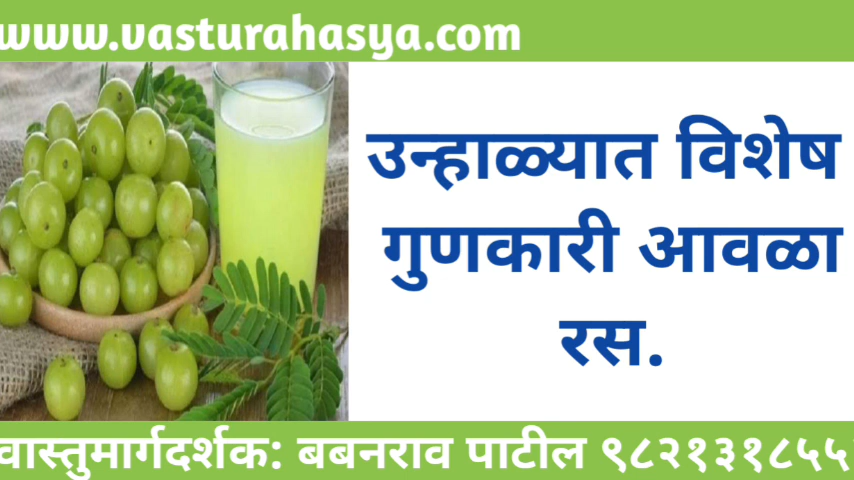 www.vasturahasya.com
उन्हाळ्यात विशेष
गुणकारी आवळा
रस.
वास्तुमार्गदर्शक: बबनराव पाटील ९८२१३१८५५